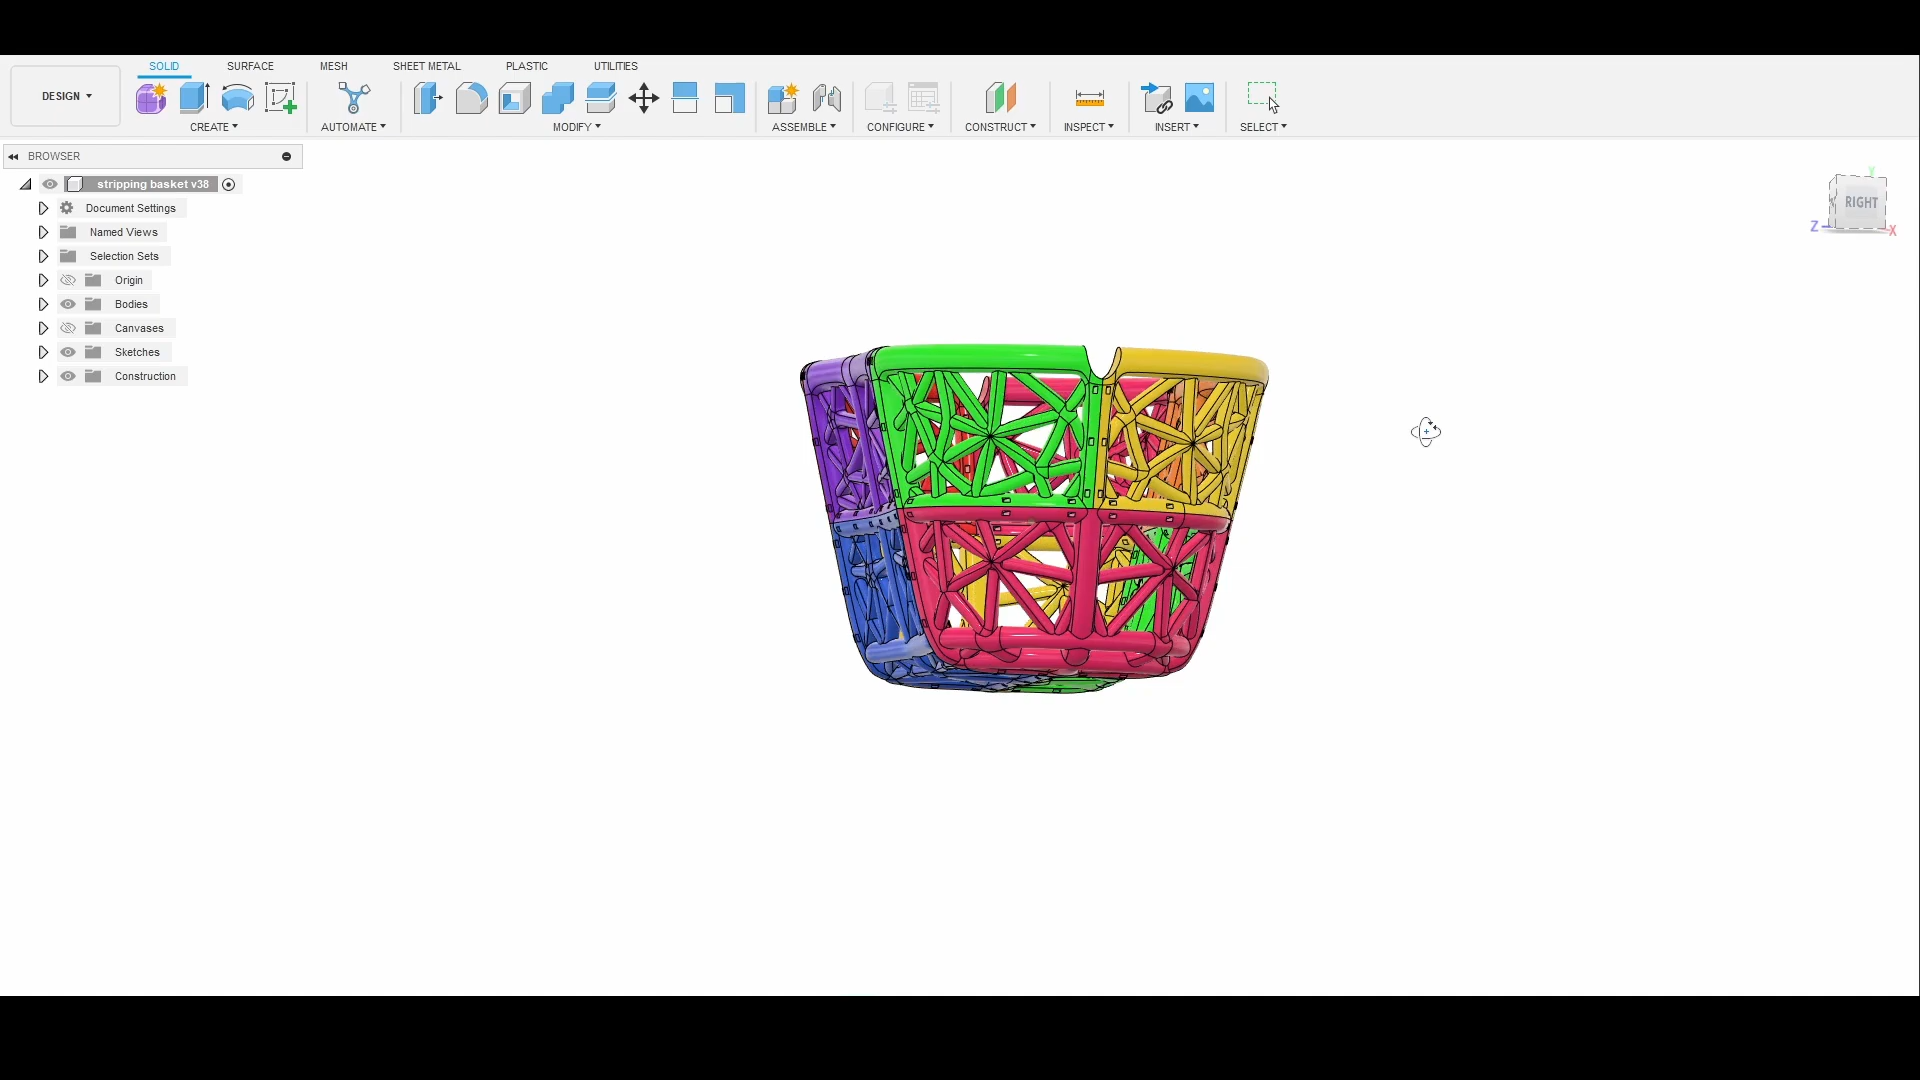 DESIGN
SOLID
SURFACE
MESH
SHEET METAL
PLASTIC
UTILITIES
CREATE
AUTOMATE
MODIFY
ASSEMBLE
CONFIGURE
CONSTRUCT
INSPECT
INSERT
SELECT
BROWSER
stripping basket v38
Document Settings
Named Views
Selection Sets
Origin
Bodies
Canvases
Sketches
Construction
Y
RIGHT
Z
X